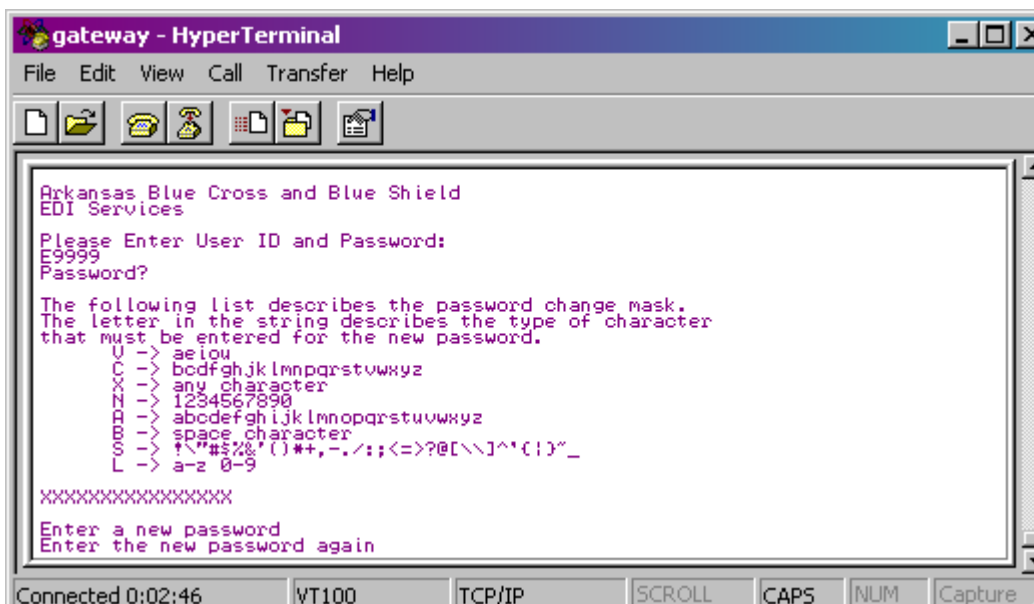 gateway - HyperTerminal
File Edit View Call Transfer Help
Arkansas Blue Cross and Blue Shield
EDI Services
Please Enter User ID and Password:
E9999
Password?
The following list describes the password change mask.
The letter in the string describes the type of character
that must be entered for the new password.
V -> aeiou
C -> bcdfghjklmnpqrstvwxyz
X -> any character
N -> 1234567890
A -> abcdefghijklmnopqrstuvwxyz
B -> space character
S -> !\"#$%&'()*+,-./:;<=>?@[\\]^'{|}~_
L -> a-z 0-9
XXXXXXXXXXXXXXXX
Enter a new password
Enter the new password again
Connected 0:02:46 VT100 TCP/IP SCROLL CAPS NUM Capture